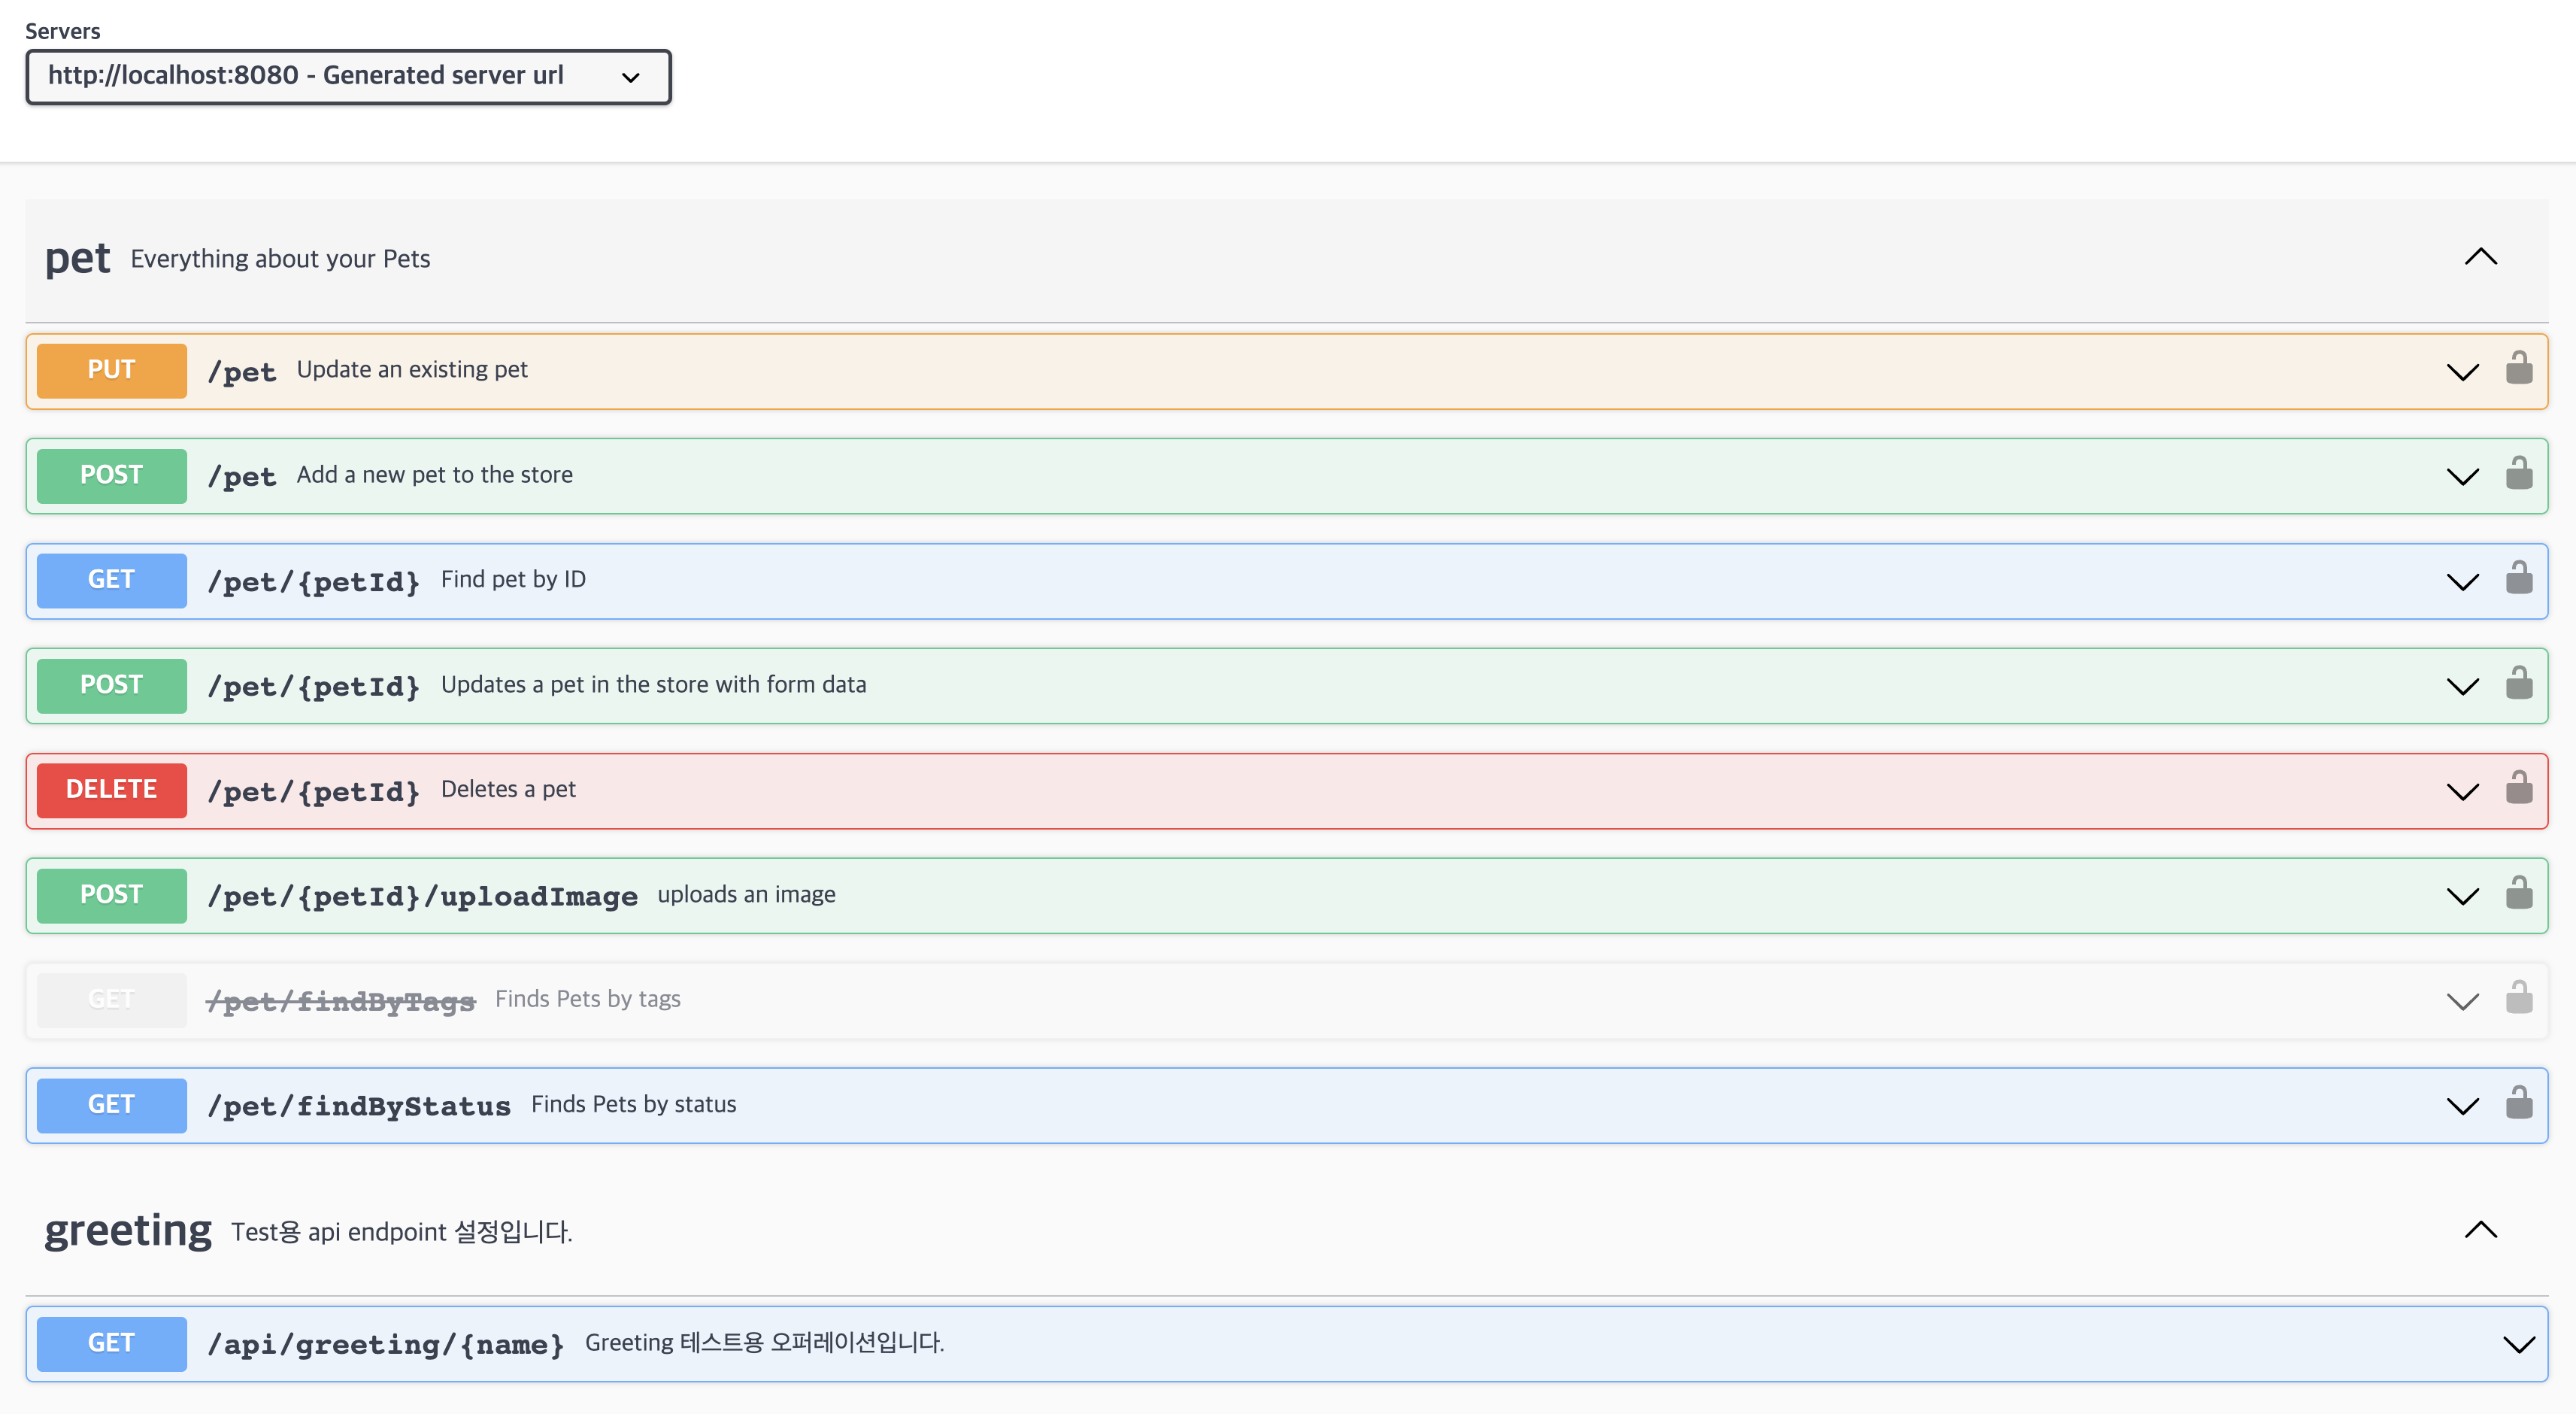 Servers
http://localhost:8080 - Generated server url
pet Everything about your Pets
PUT /pet Update an existing pet
POST /pet Add a new pet to the store
GET /pet/{petId} Find pet by ID
POST /pet/{petId} Updates a pet in the store with form data
DELETE /pet/{petId} Deletes a pet
POST /pet/{petId}/uploadImage uploads an image
GET /pet/findByTags Finds Pets by tags
GET /pet/findByStatus Finds Pets by status
greeting Test용 api endpoint 설정입니다.
GET /api/greeting/{name} Greeting 테스트용 오퍼레이션입니다.